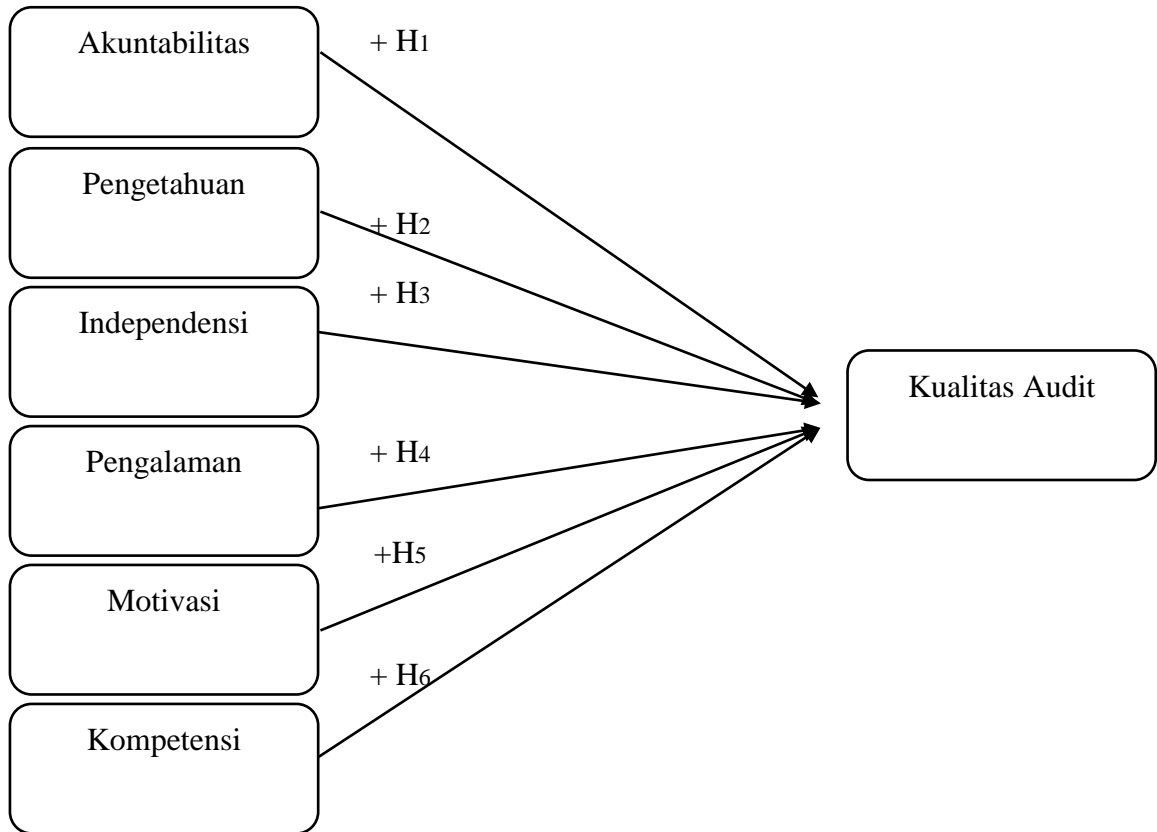 Akuntabilitas
+ H1
Pengetahuan
+ H2
Independensi
+ H3
Kualitas Audit
Pengalaman
+ H4
Motivasi
+H5
Kompetensi
+ H6